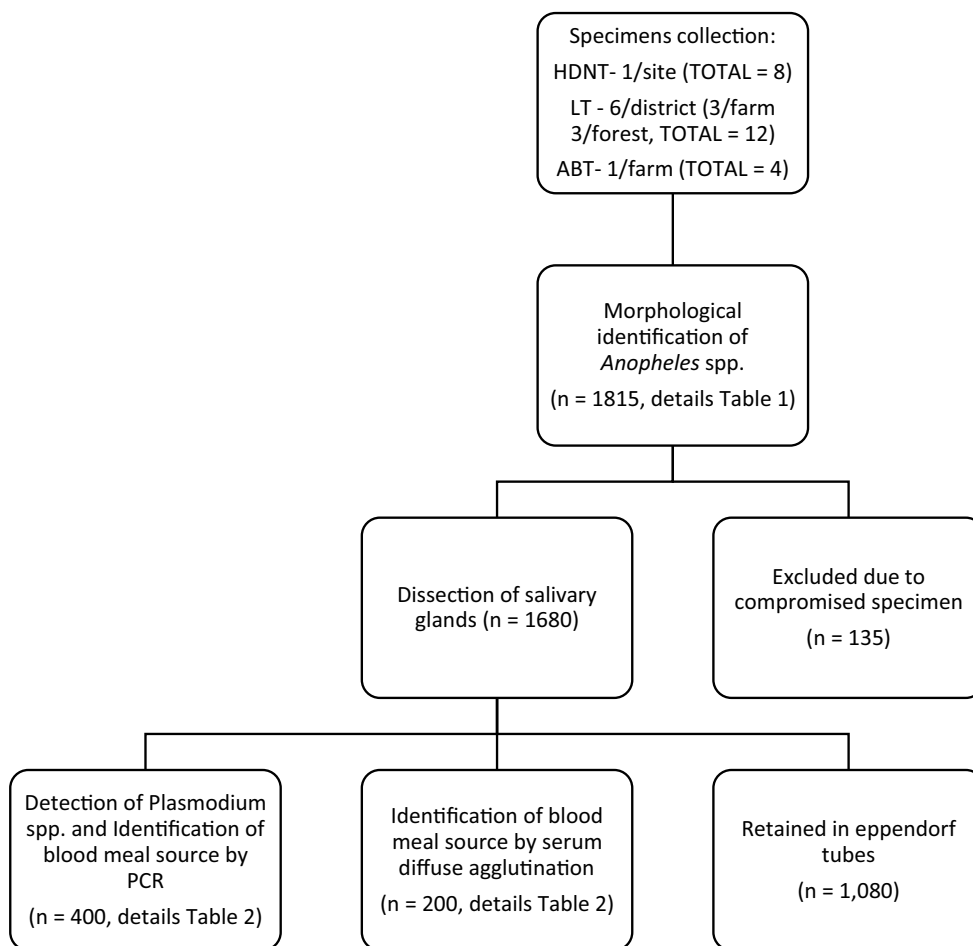 Specimens collection:
HDNT- 1/site (TOTAL = 8)
LT - 6/district (3/farm
3/forest, TOTAL = 12)
ABT- 1/farm (TOTAL = 4)
Morphological
identification of
Anopheles spp.
(n = 1815, details Table 1)
Dissection of salivary
glands (n = 1680)
Excluded due to
compromised specimen
(n = 135)
Detection of Plasmodium
spp. and Identification of
blood meal source by
PCR
(n = 400, details Table 2)
Identification of blood
meal source by serum
diffuse agglutination
(n = 200, details Table 2)
Retained in eppendorf
tubes
(n = 1,080)